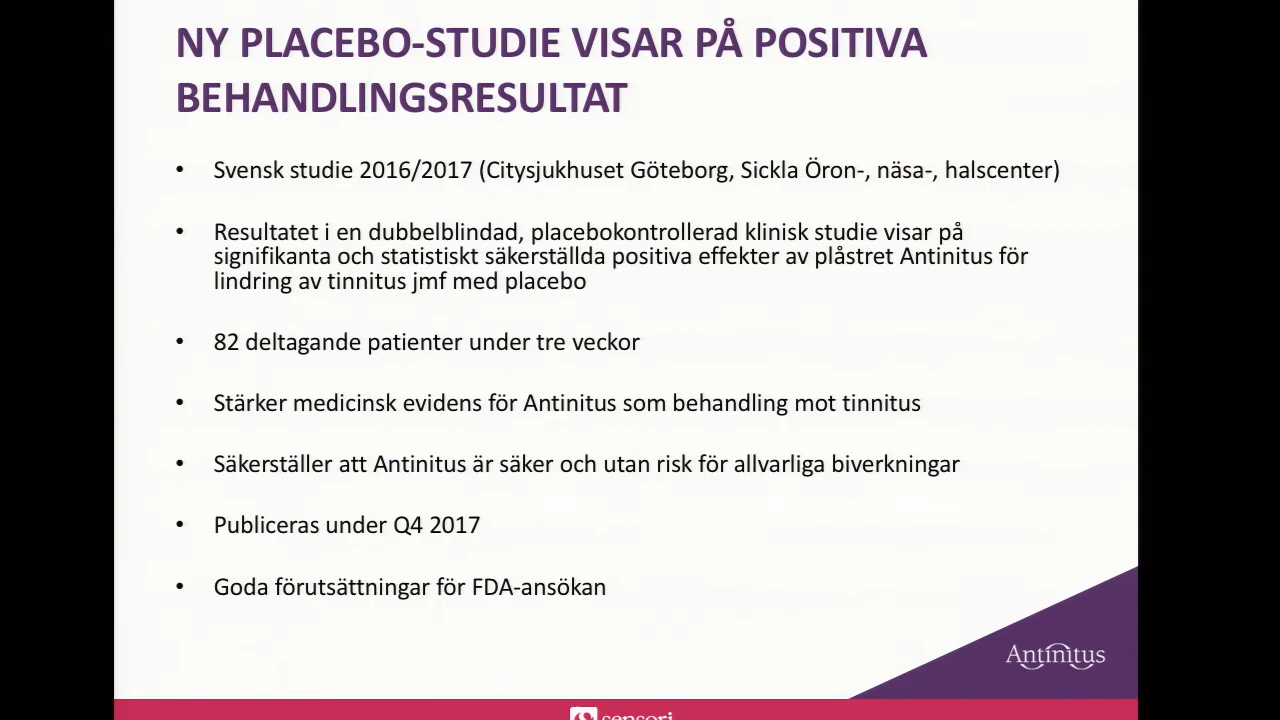 NY PLACEBO-STUDIE VISAR PÅ POSITIVA
BEHANDLINGSRESULTAT
• Svensk studie 2016/2017 (Citysjukhuset Göteborg, Sickla Öron-, näsa-, halscenter)
• Resultatet i en dubbelblindad, placebokontrollerad klinisk studie visar på
signifikanta och statistiskt säkerställda positiva effekter av plåstret Antinitus för
lindring av tinnitus jmf med placebo
• 82 deltagande patienter under tre veckor
• Stärker medicinsk evidens för Antinitus som behandling mot tinnitus
• Säkerställer att Antinitus är säker och utan risk för allvarliga biverkningar
• Publiceras under Q4 2017
• Goda förutsättningar för FDA-ansökan
Antinitus
sensori